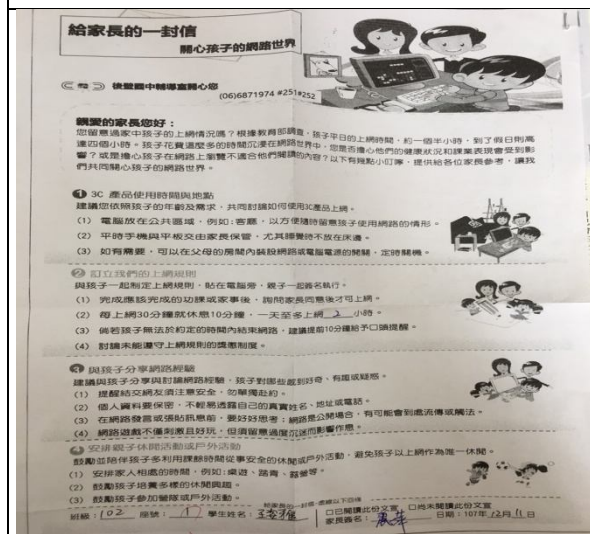 給家長的一封信
關心孩子的網路世界
後壁國中輔導室關心您
(06)6871974 #251#252
親愛的家長您好：
您留意過家中孩子的上網情況嗎？根據教育部調查，孩子平日的上網時間，約一個半小時，到了假日則高
達四個小時。孩子花費這麼多的時間沉浸在網路世界中，您是否擔心他們的健康狀況和課業表現會受到影
響？或是擔心孩子在網路上瀏覽不適合他們閱讀的內容？以下有幾點小叮嚀，提供給各位家長參考，讓我
們共同關心孩子的網路世界。
❶ 3C 產品使用時間與地點
建議您依照孩子的年齡及需求，共同討論如何使用3C產品上網。
(1) 電腦放在公共區域，例如：客廳，以方便隨時留意孩子使用網路的情形。
(2) 平時手機與平板交由家長保管，尤其睡覺時不放在床邊。
(3) 如有需要，可以在父母的房間內裝設網路或電腦電源的開關，定時關機。
❷ 訂立我們的上網規則
與孩子一起制定上網規則，貼在電腦旁，親子一起簽名執行。
(1) 完成應該完成的功課或家事後，詢問家長同意後才可上網。
(2) 每上網30分鐘就休息10分鐘，一天至多上網 2 小時。
(3) 倘若孩子無法於約定的時間內結束網路，建議提前10分鐘給予口頭提醒。
(4) 討論未能遵守上網規則的獎懲制度。
❸ 與孩子分享網路經驗
建議與孩子分享與討論網路經驗，孩子對哪些感到好奇、有趣或疑惑。
(1) 提醒結交網友須注意安全，勿單獨赴約。
(2) 個人資料要保密，不輕易透露自己的真實姓名、地址或電話。
(3) 在網路發言或張貼訊息前，要好好思考；網路是公開場合，有可能會到處流傳或觸法。
(4) 網路遊戲不僅刺激且好玩，但須留意過度沉迷而影響作息。
❹ 安排親子休閒活動或戶外活動
鼓勵並陪伴孩子多利用課餘時間從事安全的休閒或戶外活動，避免孩子以上網作為唯一休閒。
(1) 安排家人相處的時間，例如：桌遊、踏青、露營等。
(2) 鼓勵孩子培養多樣的休閒興趣。
(3) 鼓勵孩子參加營隊或戶外活動。
給家長的一封信-處線以下回條
班級：102 座號：17 學生姓名： 口已閱讀此份文宣 口尚未閱讀此份文宣
家長簽名： 日期：107年12月11日